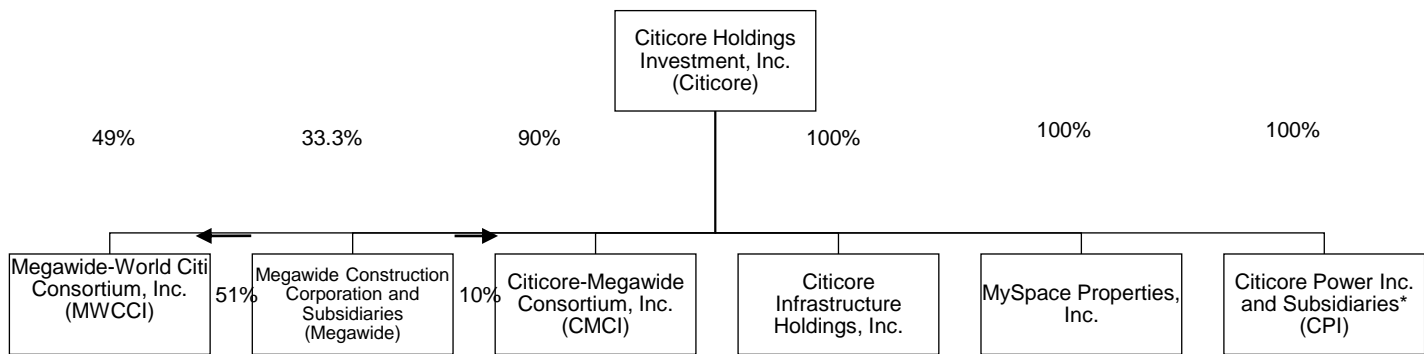 Citicore Holdings
Investment, Inc.
(Citicore)
49%
33.3%
90%
100%
100%
100%
Megawide-World Citi
Consortium, Inc.
(MWCCI)
51%
Megawide Construction
Corporation and
Subsidiaries
(Megawide)
10%
Citicore-Megawide
Consortium, Inc.
(CMCI)
Citicore
Infrastructure
Holdings, Inc.
MySpace Properties,
Inc.
Citicore Power Inc.
and Subsidiaries*
(CPI)